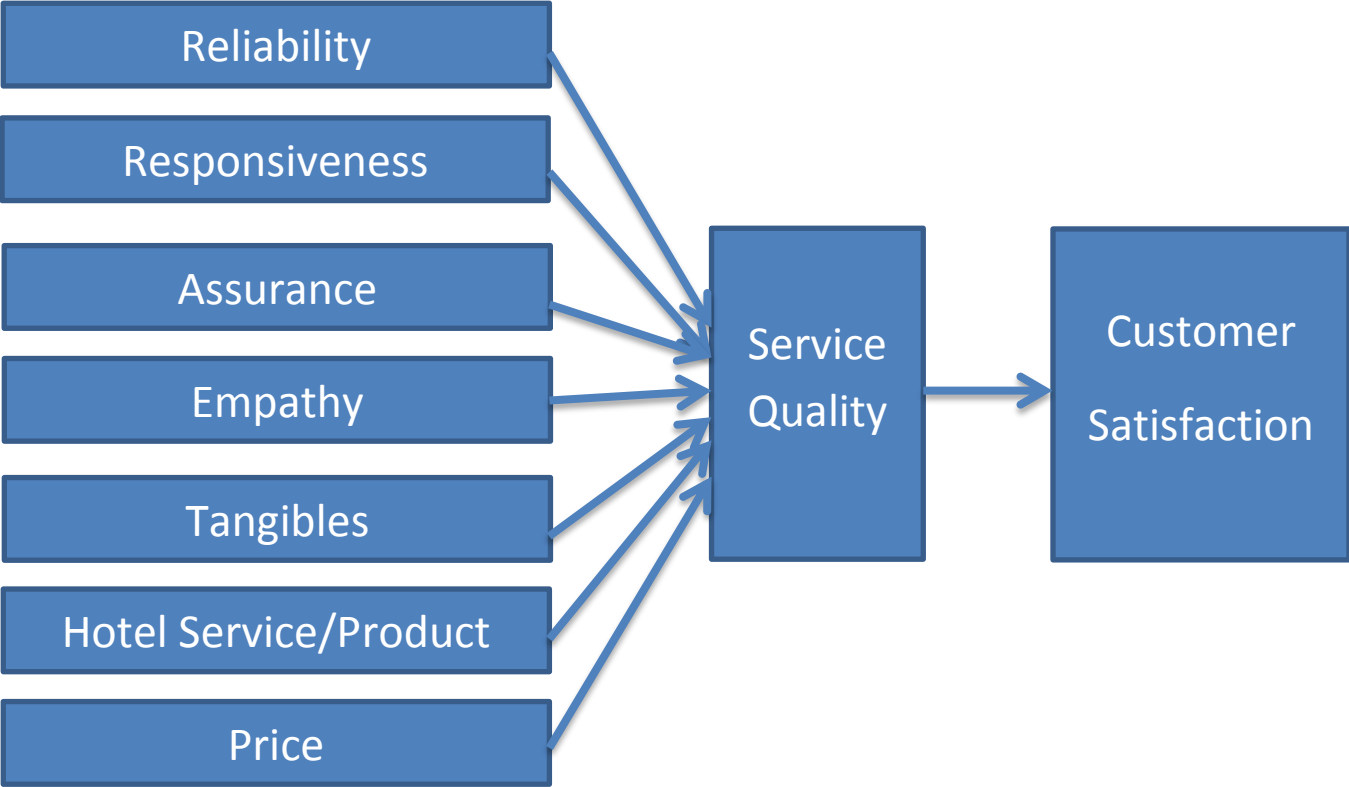 Reliability
Responsiveness
Assurance
Empathy
Tangibles
Hotel Service/Product
Price
Service
Quality
Customer
Satisfaction